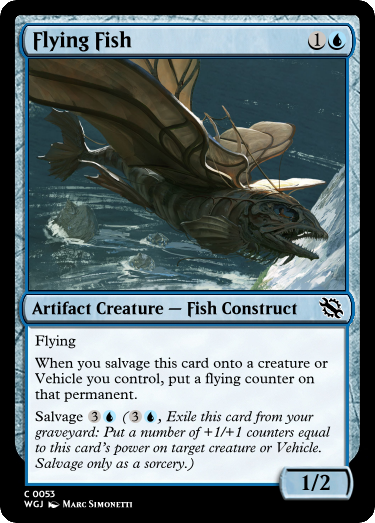 Flying Fish 1
Artifact Creature — Fish Construct
Flying
When you salvage this card onto a creature or
Vehicle you control, put a flying counter on
that permanent.
Salvage 3 (3, Exile this card from your
graveyard: Put a number of +1/+1 counters equal
to this card's power on target creature or Vehicle.
Salvage only as a sorcery.)
1/2
C 0053
WGJ Marc Simonetti